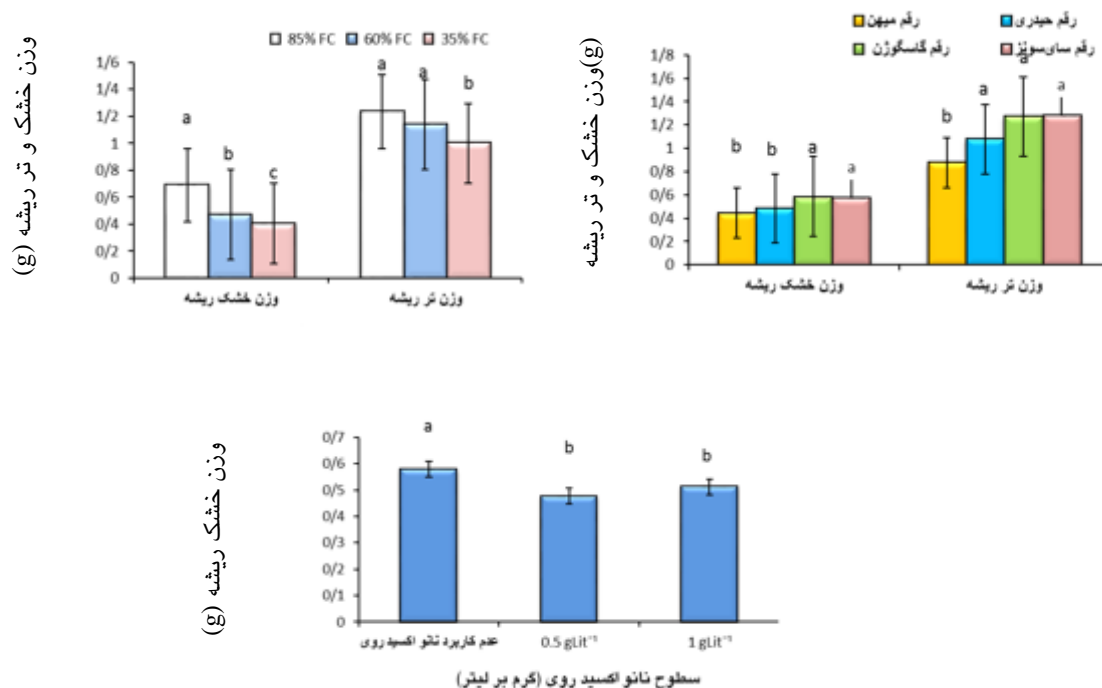 85% FC 60% FC 35% FC
وزن خشک و تر ریشه (g)
1/6
1/4
1/2
1
0/8
0/6
0/4
0/2
0
a
b
c
a
a
b
وزن خشک ریشه
وزن تر ریشه
رقم میهن
رقم حیدری
رقم گاسگوژن
رقم سای‌سونز
وزن خشک و تر ریشه (g)
1/8
1/6
1/4
1/2
1
0/8
0/6
0/4
0/2
0
b
b
a
a
b
a
a
a
وزن خشک ریشه
وزن تر ریشه
وزن خشک ریشه (g)
0/7
0/6
0/5
0/4
0/3
0/2
0/1
0
a
b
b
عدم کاربرد نانو اکسید روی
0.5 gLit⁻¹
1 gLit⁻¹
سطوح نانو اکسید روی (گرم بر لیتر)